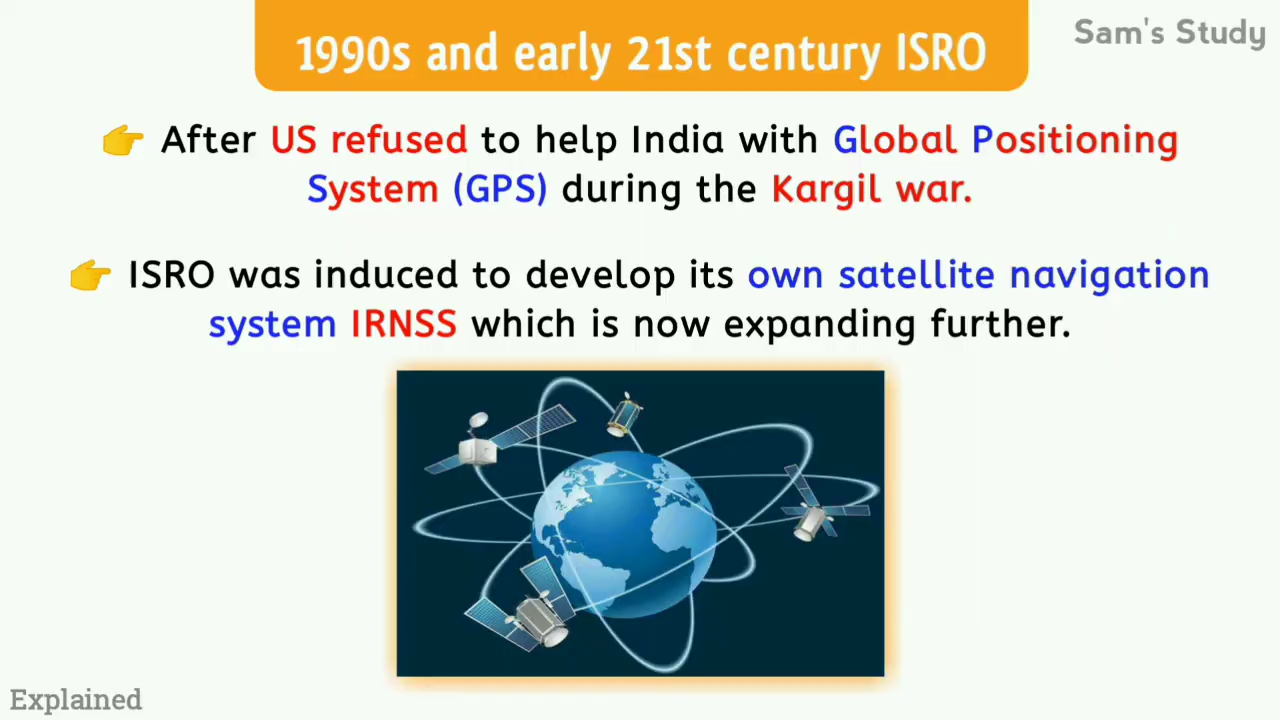 1990s and early 21st century ISRO
Sam's Study
👉 After US refused to help India with Global Positioning
System (GPS) during the Kargil war.
👉 ISRO was induced to develop its own satellite navigation
system IRNSS which is now expanding further.
Explained